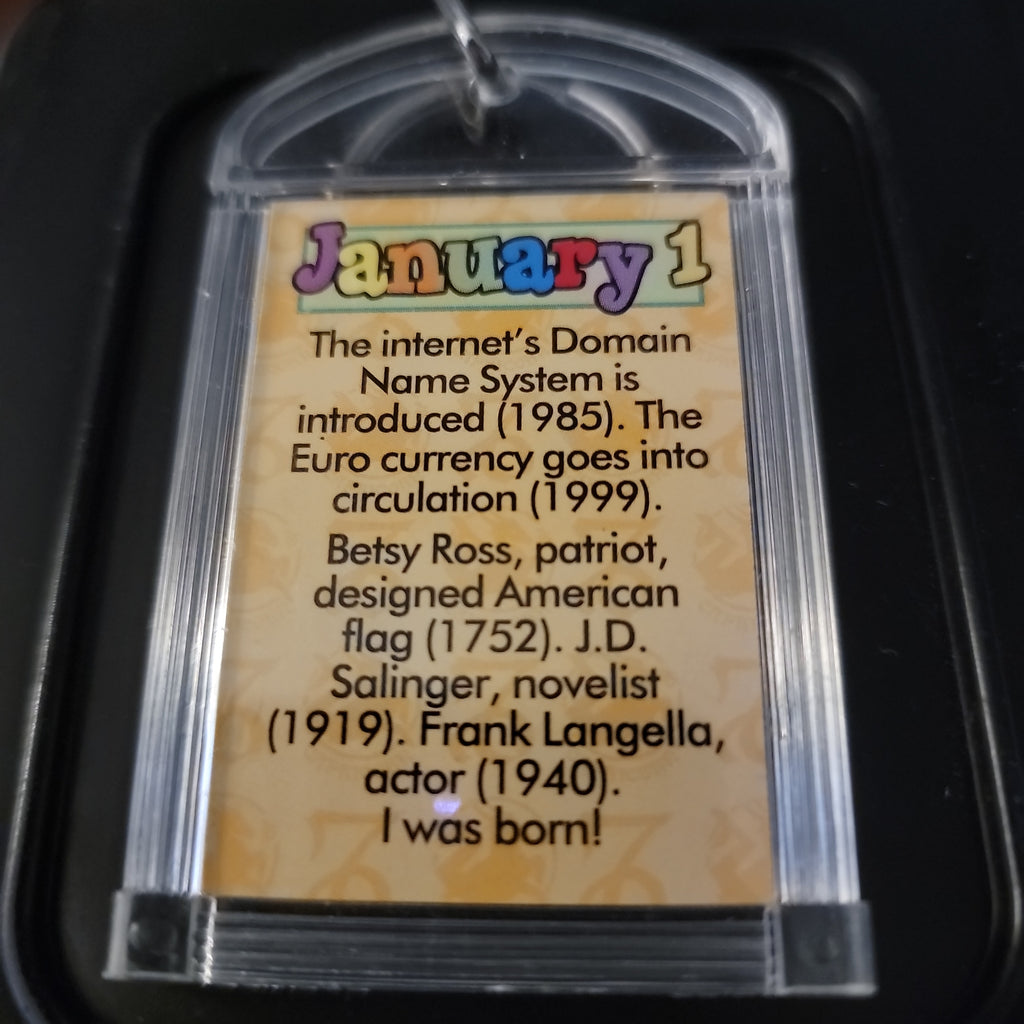 January 1
The internet's Domain
Name System is
introduced (1985). The
Euro currency goes into
circulation (1999).
Betsy Ross, patriot,
designed American
flag (1752). J.D.
Salinger, novelist
(1919). Frank Langella,
actor (1940).
I was born!